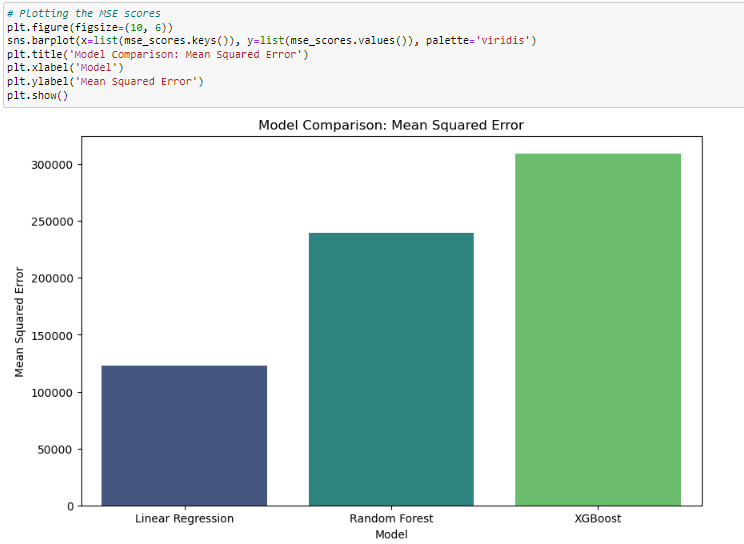 # Plotting the MSE scores
plt.figure(figsize=(10, 6))
sns.barplot(x=list(mse_scores.keys()), y=list(mse_scores.values()), palette='viridis')
plt.title('Model Comparison: Mean Squared Error')
plt.xlabel('Model')
plt.ylabel('Mean Squared Error')
plt.show()
Model Comparison: Mean Squared Error
300000
250000
200000
150000
100000
50000
0
Mean Squared Error
Linear Regression
Random Forest
XGBoost
Model